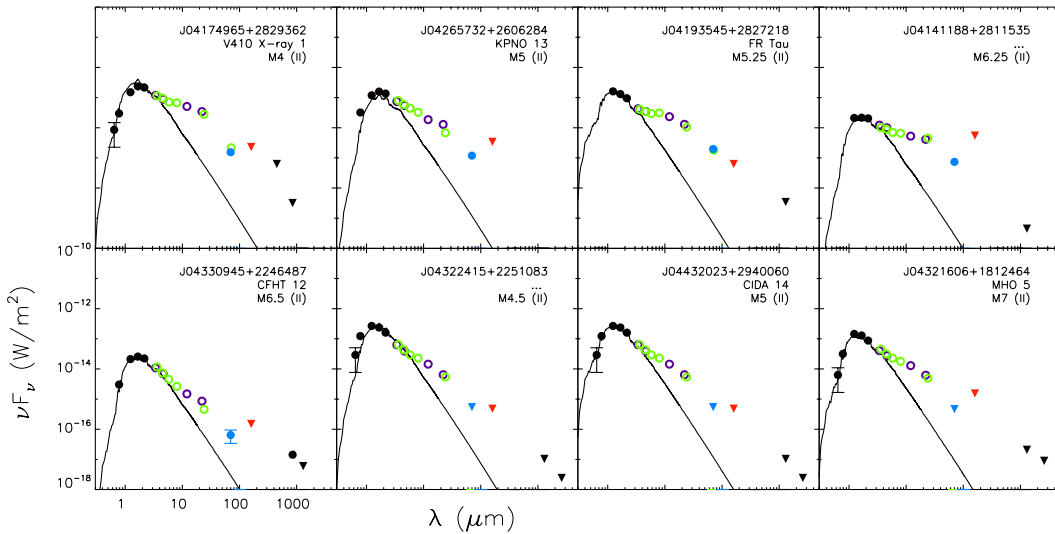 J04174965+2829362
V410 X-ray 1
M4 (II)
J04265732+2606284
KPNO 13
M5 (II)
J04193545+2827218
FR Tau
M5.25 (II)
J04141188+2811535
...
M6.25 (II)
10^-10
J04330945+2246487
CFHT 12
M6.5 (II)
J04322415+2251083
...
M4.5 (II)
J04432023+2940060
CIDA 14
M5 (II)
J04321606+1812464
MHO 5
M7 (II)
10^-12
10^-14
10^-16
10^-18
νFν (W/m²)
1 10 100 1000
λ (μm)